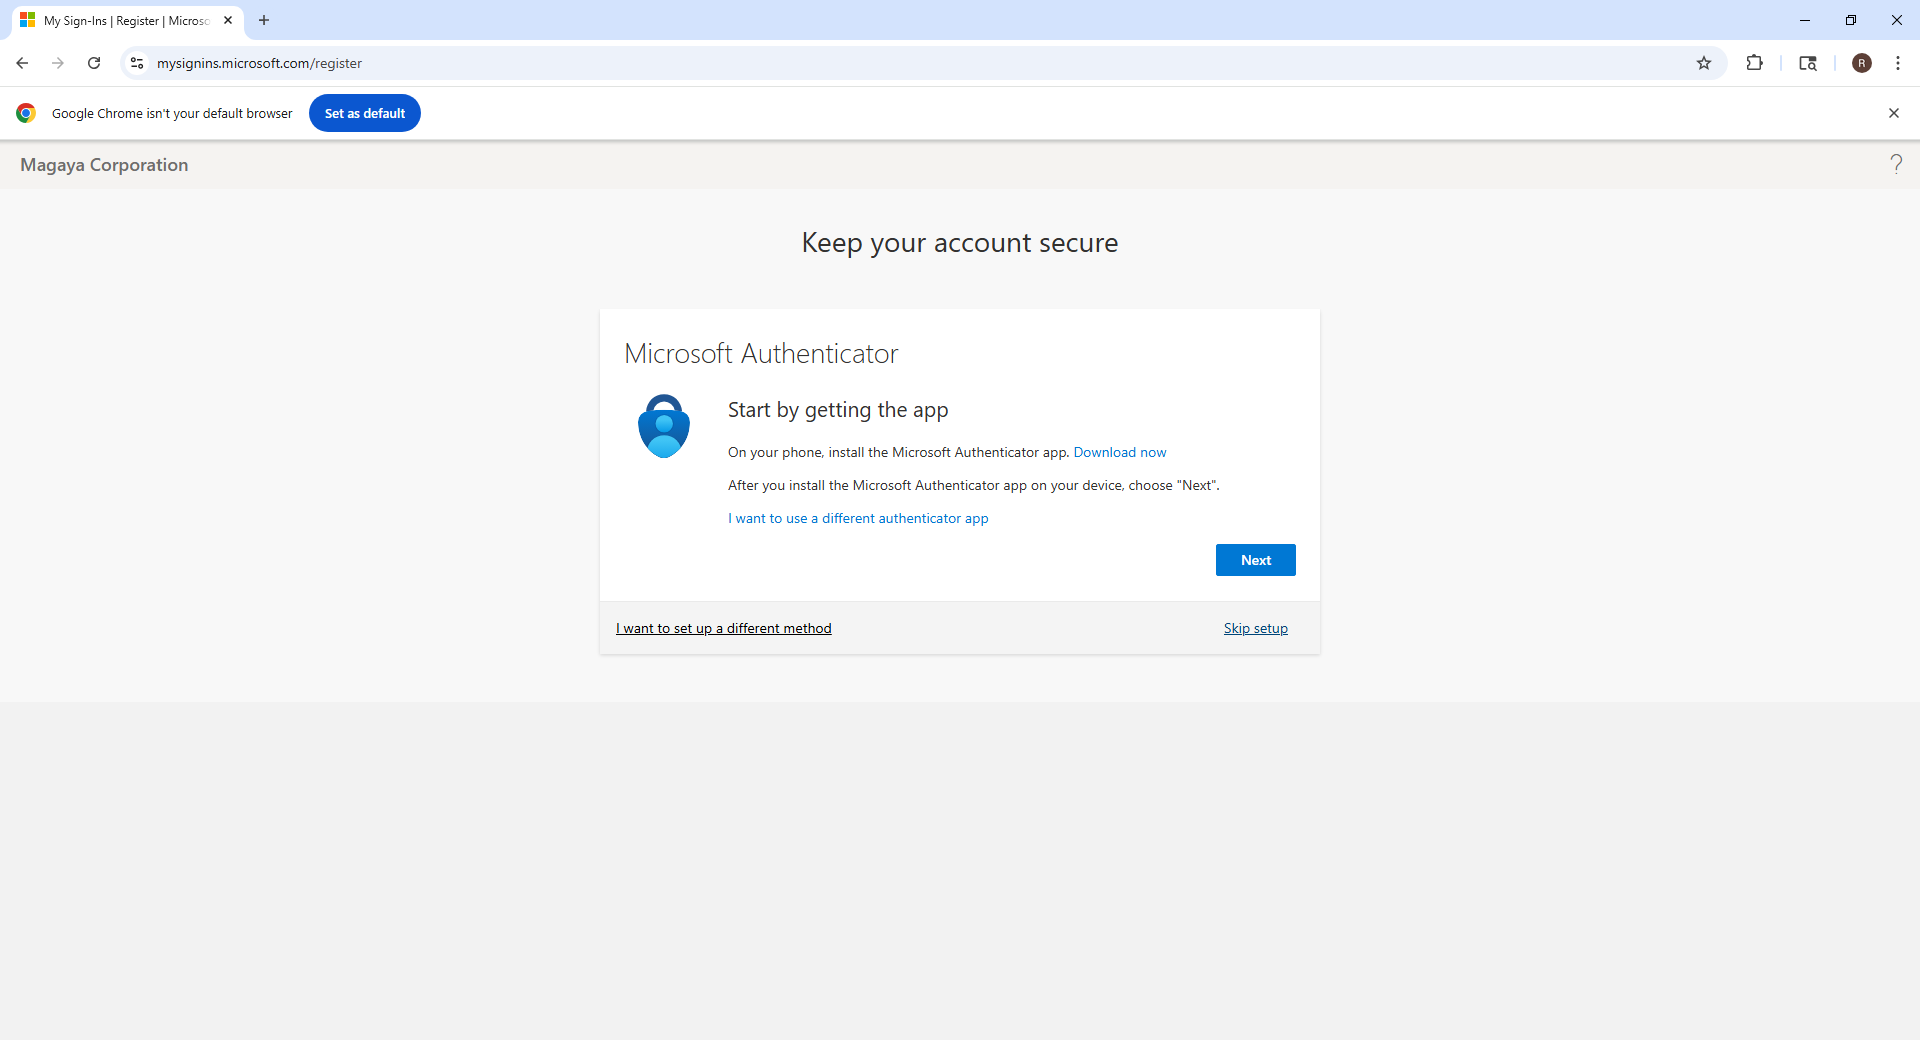 My Sign-Ins | Register | Microso
mysignins.microsoft.com/register
R
Google Chrome isn't your default browser
Set as default
Magaya Corporation
?
Keep your account secure
Microsoft Authenticator
Start by getting the app
On your phone, install the Microsoft Authenticator app. Download now
After you install the Microsoft Authenticator app on your device, choose "Next".
I want to use a different authenticator app
Next
I want to set up a different method
Skip setup